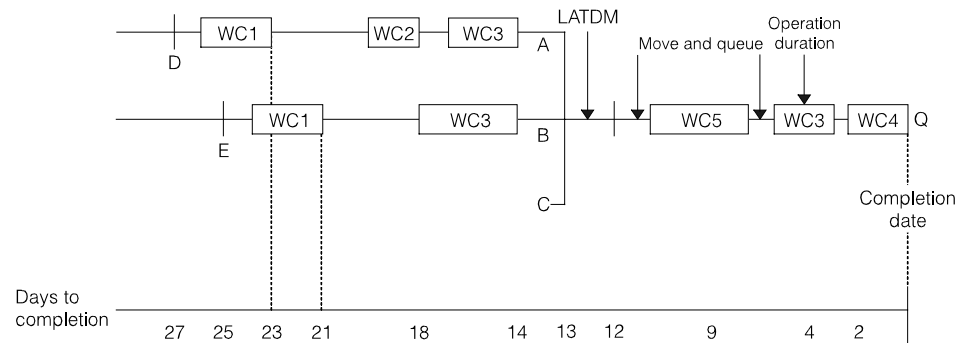 LATDM
Operation
duration
Move and queue
WC1
WC2
WC3
A
D
WC1
WC3
B
WC5
WC3
WC4
Q
E
C
Completion
date
Days to
completion
27 25 23 21 18 14 13 12 9 4 2